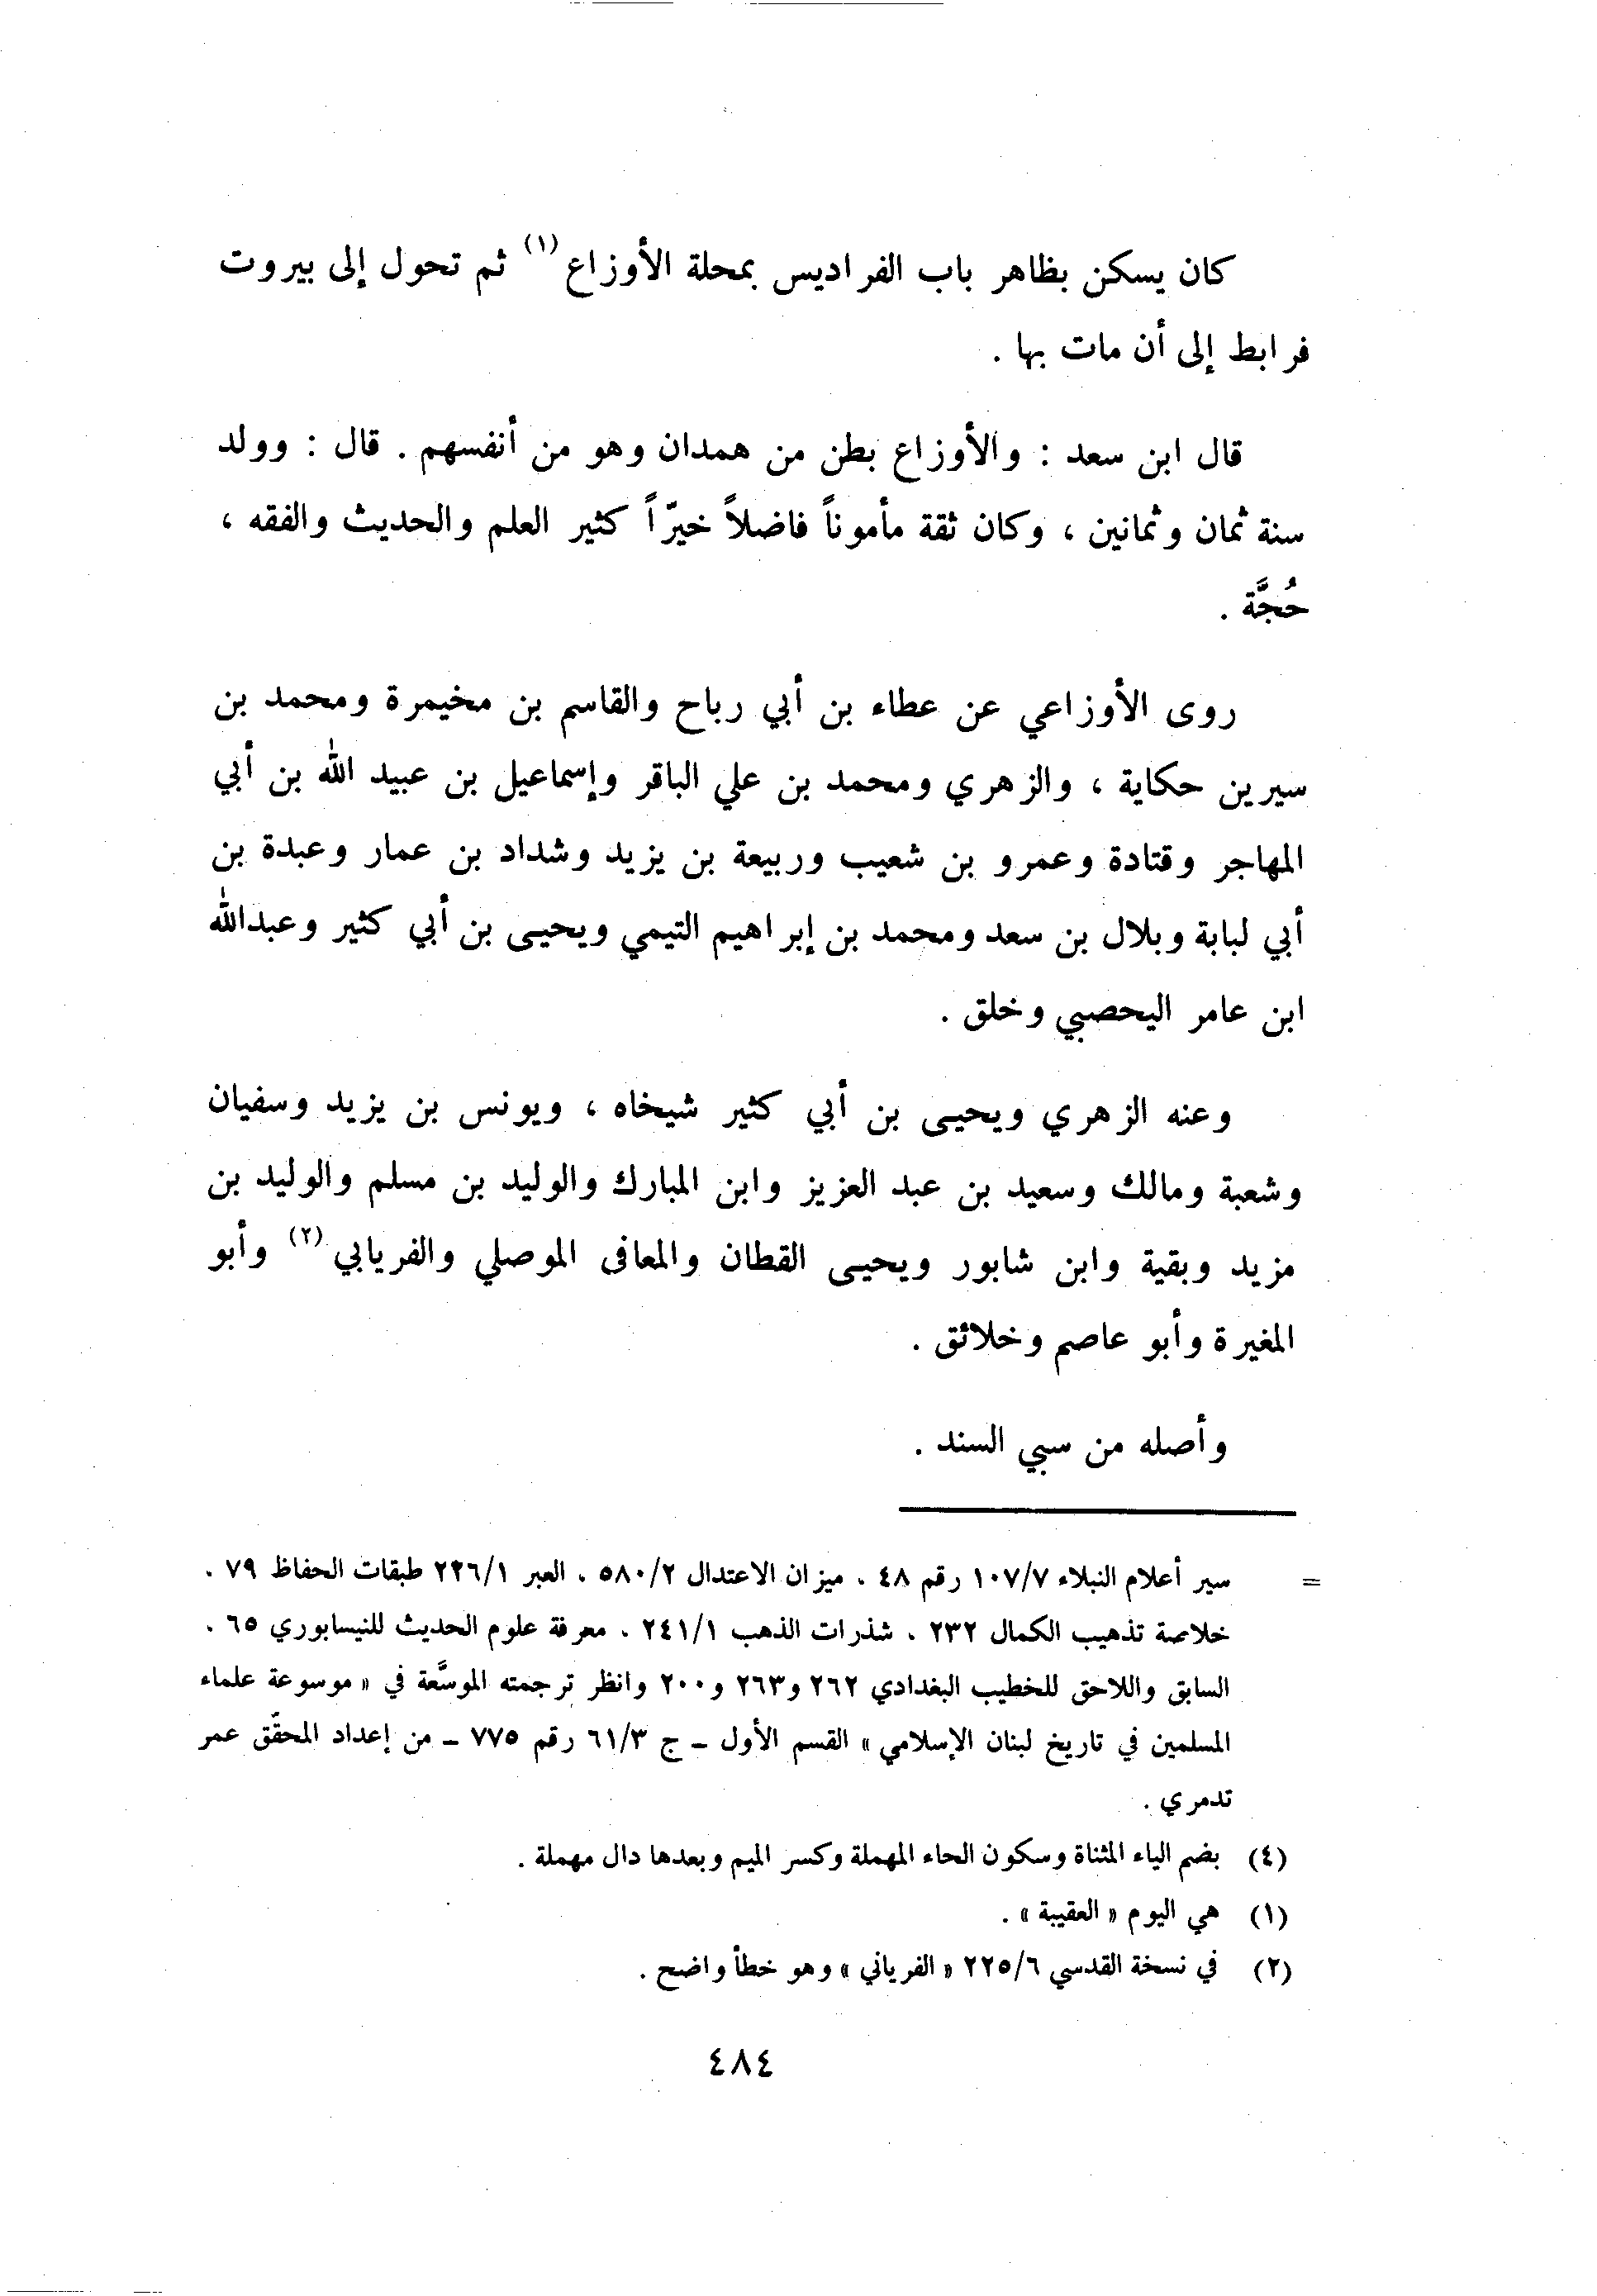 كان يسكن بظاهر باب الفراديس بمحلة الأوزاع (١) ثم تحول إلى بيروت
فرابط إلى أن مات بها .
قال ابن سعد : والأوزاع بطن من همدان وهو من أنفسهم . قال : وولد
سنة ثمان وثمانين ، وكان ثقة مأموناً فاضلاً خيّراً كثير العلم والحديث والفقه ،
حُجَّة .
روى الأوزاعي عن عطاء بن أبي رباح والقاسم بن مخيمرة ومحمد بن
سيرين حكاية ، والزهري ومحمد بن علي الباقر وإسماعيل بن عبيد الله بن أبي
المهاجر وقتادة وعمرو بن شعيب وربيعة بن يزيد وشداد بن عمار وعبدة بن
أبي لبابة وبلال بن سعد ومحمد بن إبراهيم التيمي ويحيى بن أبي كثير وعبدالله
ابن عامر اليحصبي وخلق .
وعنه الزهري ويحيى بن أبي كثير شيخاه ، ويونس بن يزيد وسفيان
وشعبة ومالك وسعيد بن عبد العزيز وابن المبارك والوليد بن مسلم والوليد بن
مزيد وبقية وابن شابور ويحيى القطان والمعافى الموصلي والفريابي (٢) وأبو
المغيرة وأبو عاصم وخلائق .
وأصله من سبي السند .
= سير أعلام النبلاء ١٠٧/٧ رقم ٤٨ . ميزان الاعتدال ٥٨٠/٢ . العبر ٢٢٦/١ طبقات الحفاظ ٧٩ .
خلاصة تذهيب الكمال ٢٣٢ . شذرات الذهب ٢٤١/١ . معرفة علوم الحديث للنيسابوري ٦٥ .
السابق واللاحق للخطيب البغدادي ٢٦٢ و٢٦٣ و٢٠٠ وانظر ترجمته الموسَّعة في « موسوعة علماء
المسلمين في تاريخ لبنان الإسلامي » القسم الأول ـ ج ٦١/٣ رقم ٧٧٥ ـ من إعداد المحقّق عمر
تدمري .
(٤) بضم الياء المثناة وسكون الحاء المهملة وكسر الميم وبعدها دال مهملة .
(١) هي اليوم « العقيبة » .
(٢) في نسخة القدسي ٢٢٥/٦ « الفرياني » وهو خطأ واضح .
٤٨٤